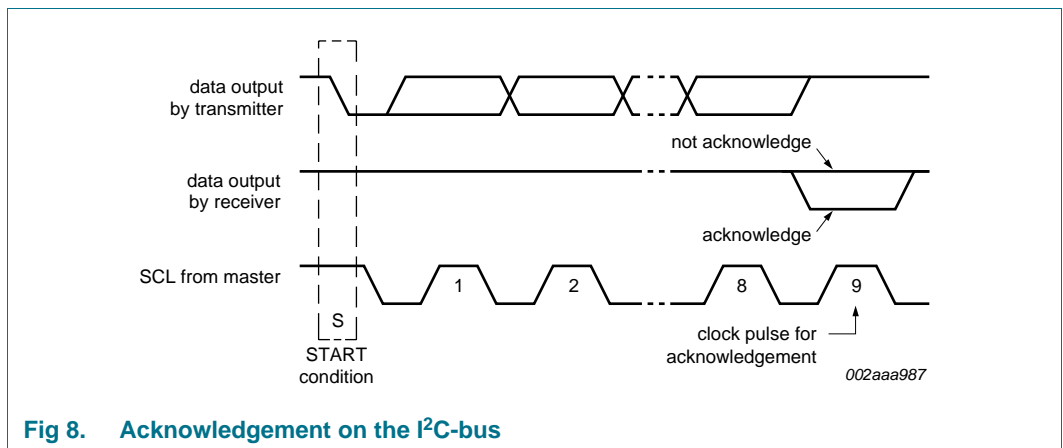 data output
by transmitter
not acknowledge
data output
by receiver
acknowledge
SCL from master
1
2
8
9
S
START
condition
clock pulse for
acknowledgement
002aaa987
Fig 8. Acknowledgement on the I²C-bus